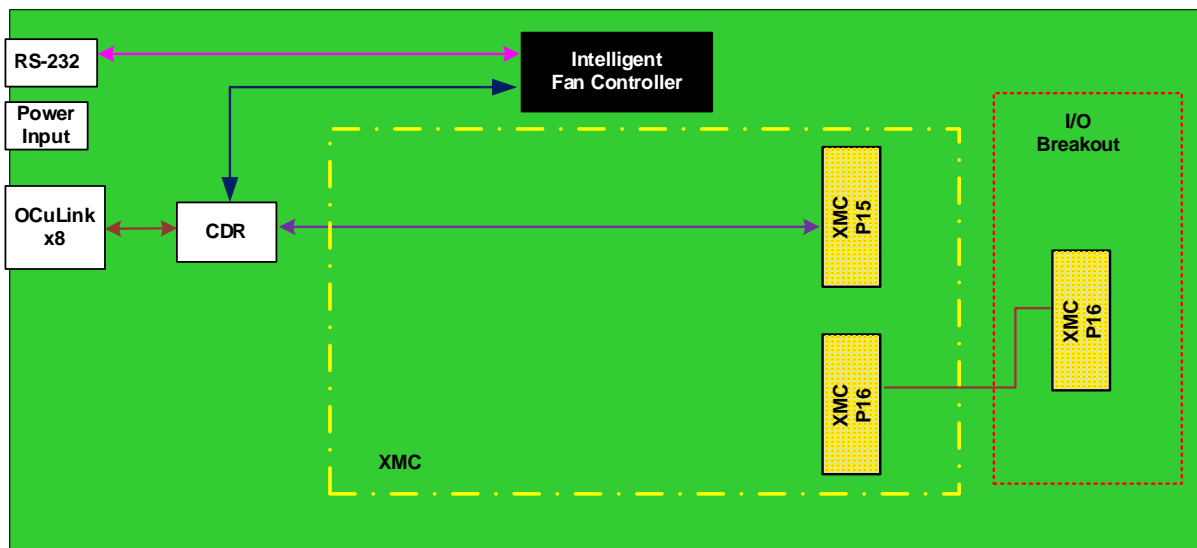 RS-232
Intelligent
Fan Controller
Power
Input
I/O
Breakout
OCuLink
x8
CDR
XMC
P15
XMC
P16
XMC
P16
XMC